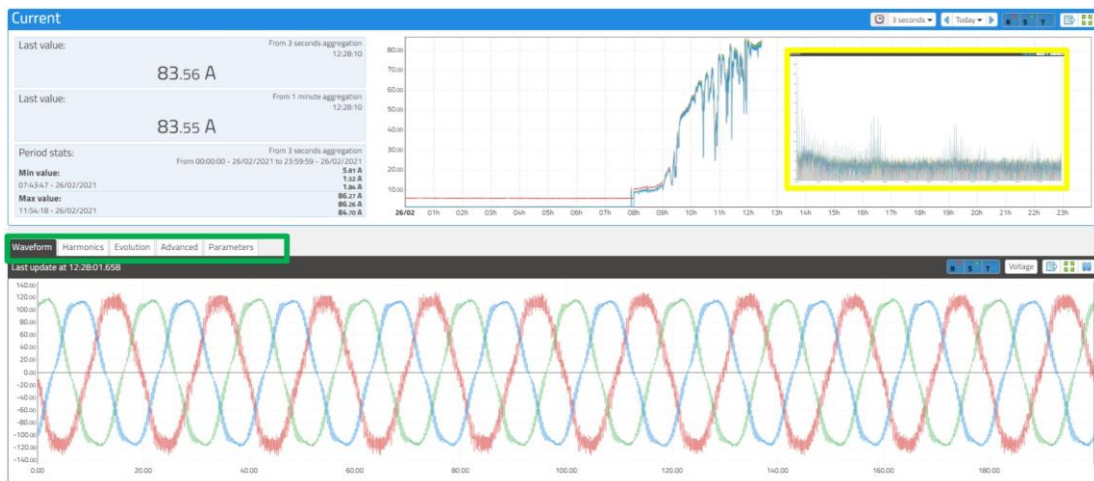 Current
3 seconds
Today
R S T
Last value:
From 3 seconds aggregation
12:28:10
83.56 A
Last value:
From 1 minute aggregation
12:28:10
83.55 A
Period stats:
From 3 seconds aggregation
From 00:00:00 - 26/02/2021 to 23:59:59 - 26/02/2021
Min value:
07:43:47 - 26/02/2021
5.81 A
1.52 A
1.84 A
Max value:
11:54:18 - 26/02/2021
86.27 A
86.26 A
84.70 A
80.00
70.00
60.00
50.00
40.00
30.00
20.00
10.00
26/02 01h 02h 03h 04h 05h 06h 07h 08h 09h 10h 11h 12h 13h 14h 15h 16h 17h 18h 19h 20h 21h 22h 23h
Waveform Harmonics Evolution Advanced Parameters
Last update at 12:28:01.658
R S T
Voltage
140.00
120.00
100.00
80.00
60.00
40.00
20.00
0.00
-20.00
-40.00
-60.00
-80.00
-100.00
-120.00
-140.00
0.00 20.00 40.00 60.00 80.00 100.00 120.00 140.00 160.00 180.00